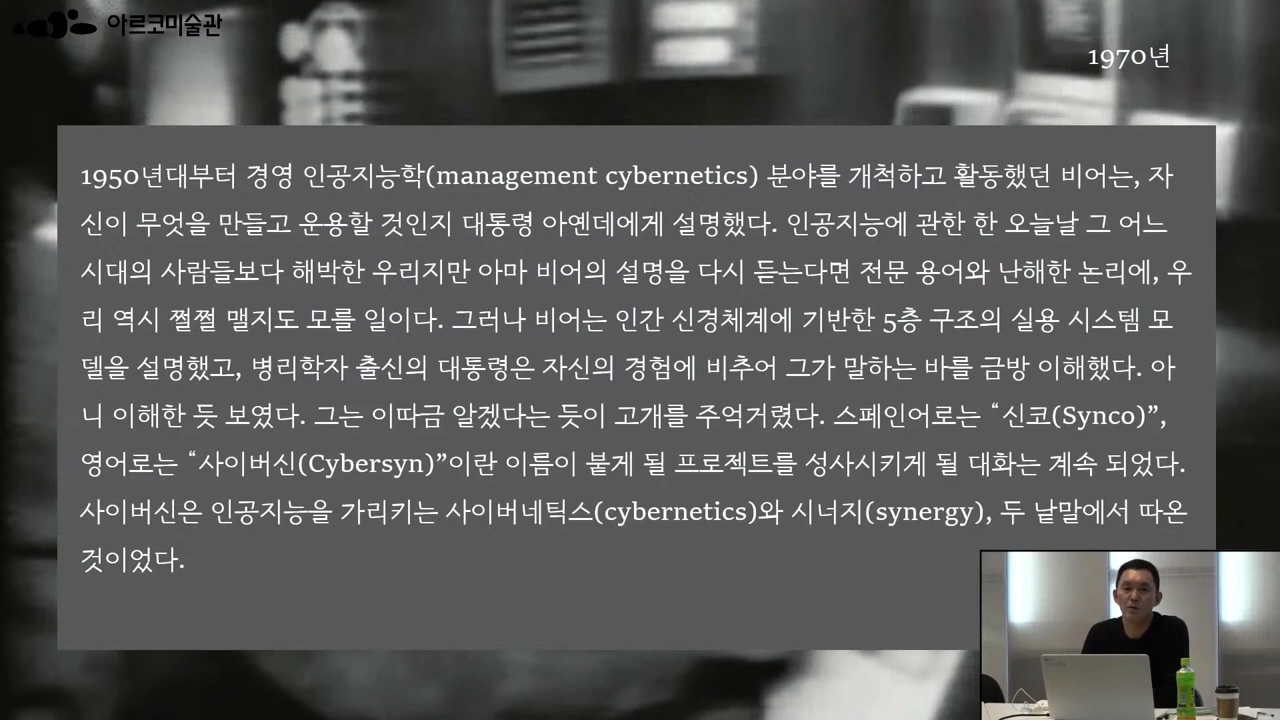 아르코미술관
1970년
1950년대부터 경영 인공지능학(management cybernetics) 분야를 개척하고 활동했던 비어는, 자
신이 무엇을 만들고 운용할 것인지 대통령 아옌데에게 설명했다. 인공지능에 관한 한 오늘날 그 어느
시대의 사람들보다 해박한 우리지만 아마 비어의 설명을 다시 듣는다면 전문 용어와 난해한 논리에, 우
리 역시 쩔쩔 맬지도 모를 일이다. 그러나 비어는 인간 신경체계에 기반한 5층 구조의 실용 시스템 모
델을 설명했고, 병리학자 출신의 대통령은 자신의 경험에 비추어 그가 말하는 바를 금방 이해했다. 아
니 이해한 듯 보였다. 그는 이따금 알겠다는 듯이 고개를 주억거렸다. 스페인어로는 “신코(Synco)”,
영어로는 “사이버신(Cybersyn)”이란 이름이 붙게 될 프로젝트를 성사시키게 될 대화는 계속 되었다.
사이버신은 인공지능을 가리키는 사이버네틱스(cybernetics)와 시너지(synergy), 두 낱말에서 따온
것이었다.